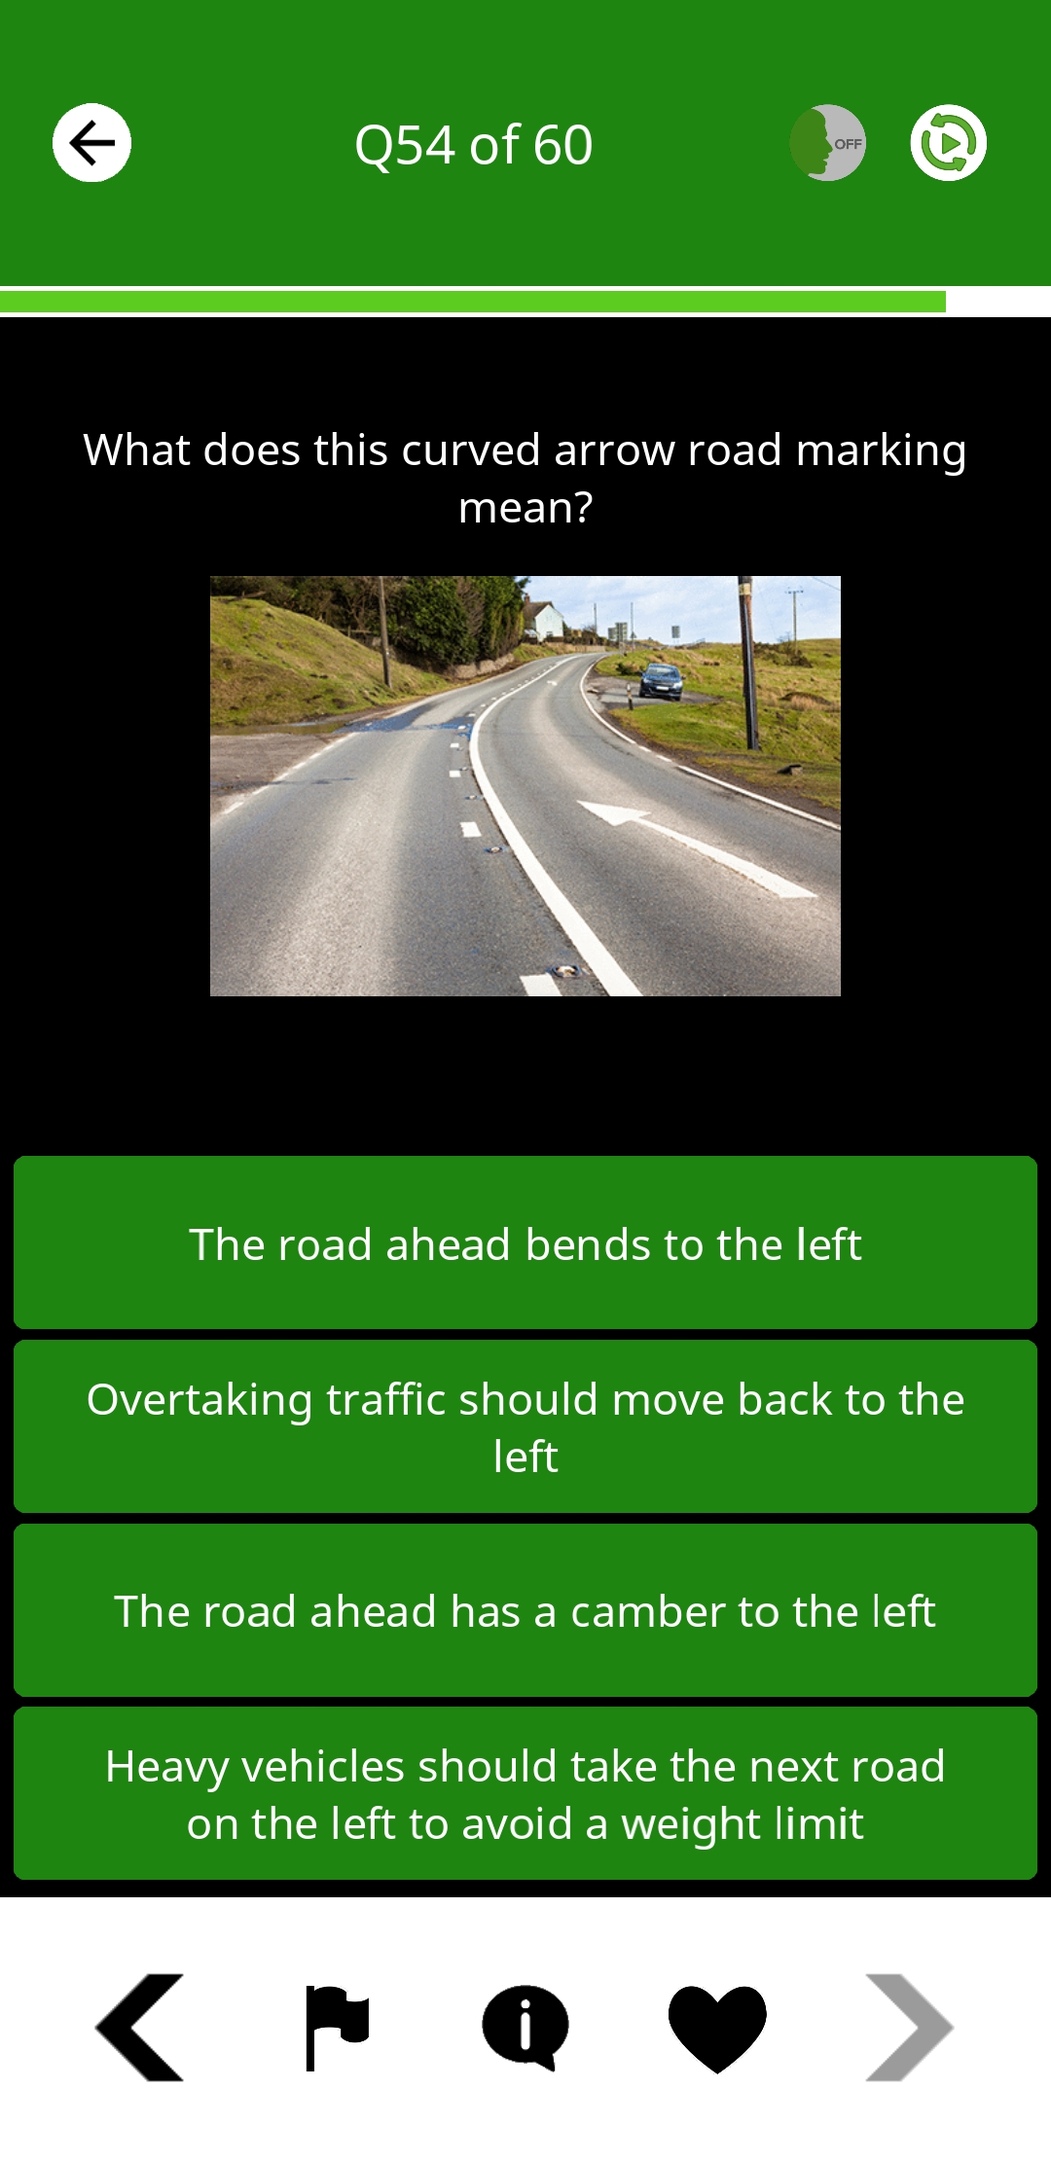 Q54 of 60
OFF
What does this curved arrow road marking
mean?
The road ahead bends to the left
Overtaking traffic should move back to the
left
The road ahead has a camber to the left
Heavy vehicles should take the next road
on the left to avoid a weight limit